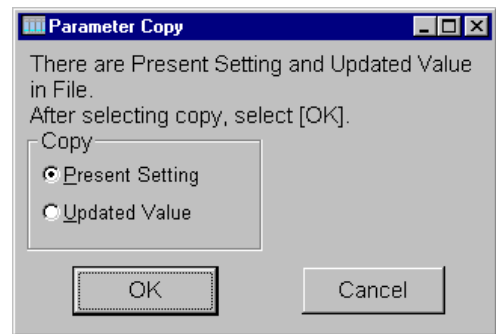 Parameter Copy
There are Present Setting and Updated Value
in File.
After selecting copy, select [OK].
Copy
Present Setting
Updated Value
OK
Cancel